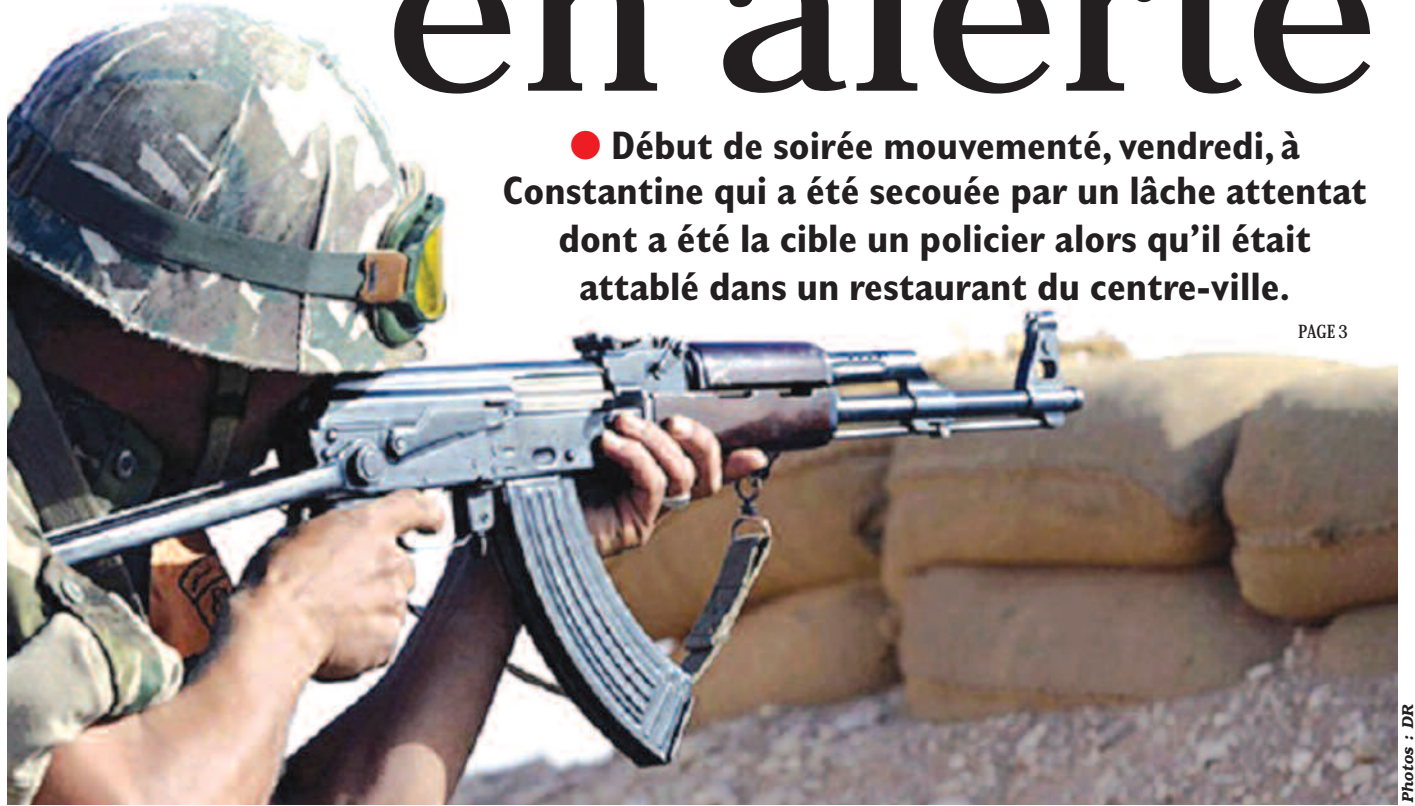 en alerte
● Début de soirée mouvementé, vendredi, à
Constantine qui a été secouée par un lâche attentat
dont a été la cible un policier alors qu’il était
attablé dans un restaurant du centre-ville.
PAGE 3
Photos : DR